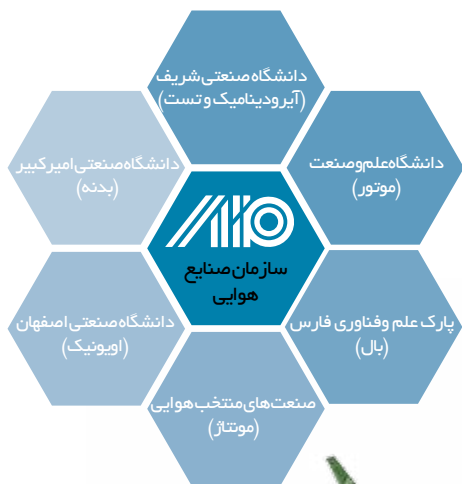 دانشگاه صنعتی شریف
(آیرودینامیک و تست)
دانشگاه علم و صنعت
(موتور)
دانشگاه صنعتی امیرکبیر
(بدنه)
سازمان صنایع
هوایی
پارک علم و فناوری فارس
(بال)
دانشگاه صنعتی اصفهان
(اویونیک)
صنعت‌های منتخب هوایی
(مونتاژ)